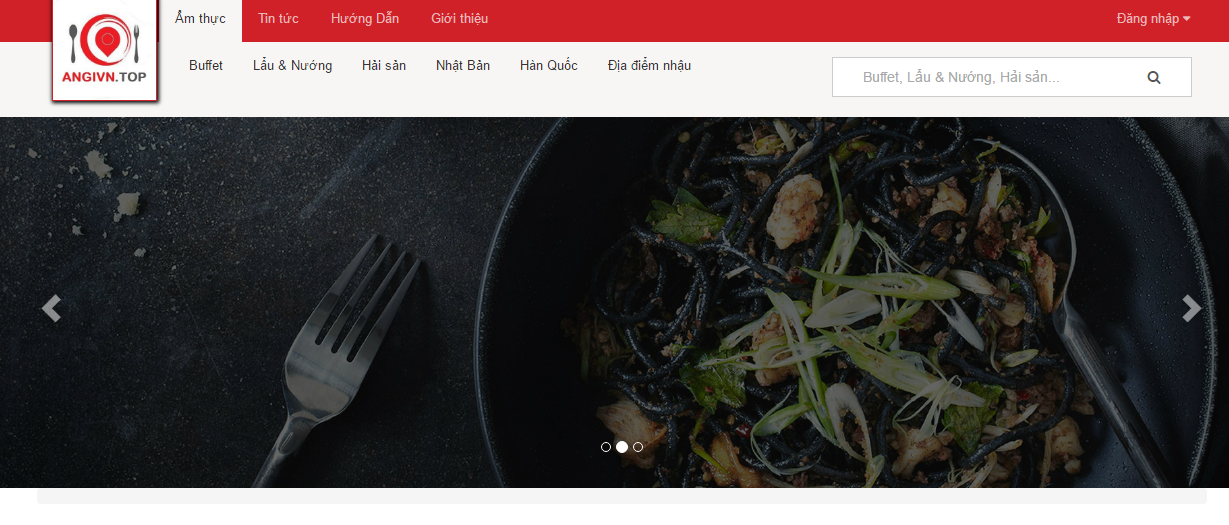 Ẩm thực Tin tức Hướng Dẫn Giới thiệu Đăng nhập
ANGIVN.TOP
Buffet Lẩu & Nướng Hải sản Nhật Bản Hàn Quốc Địa điểm nhậu
Buffet, Lẩu & Nướng, Hải sản...